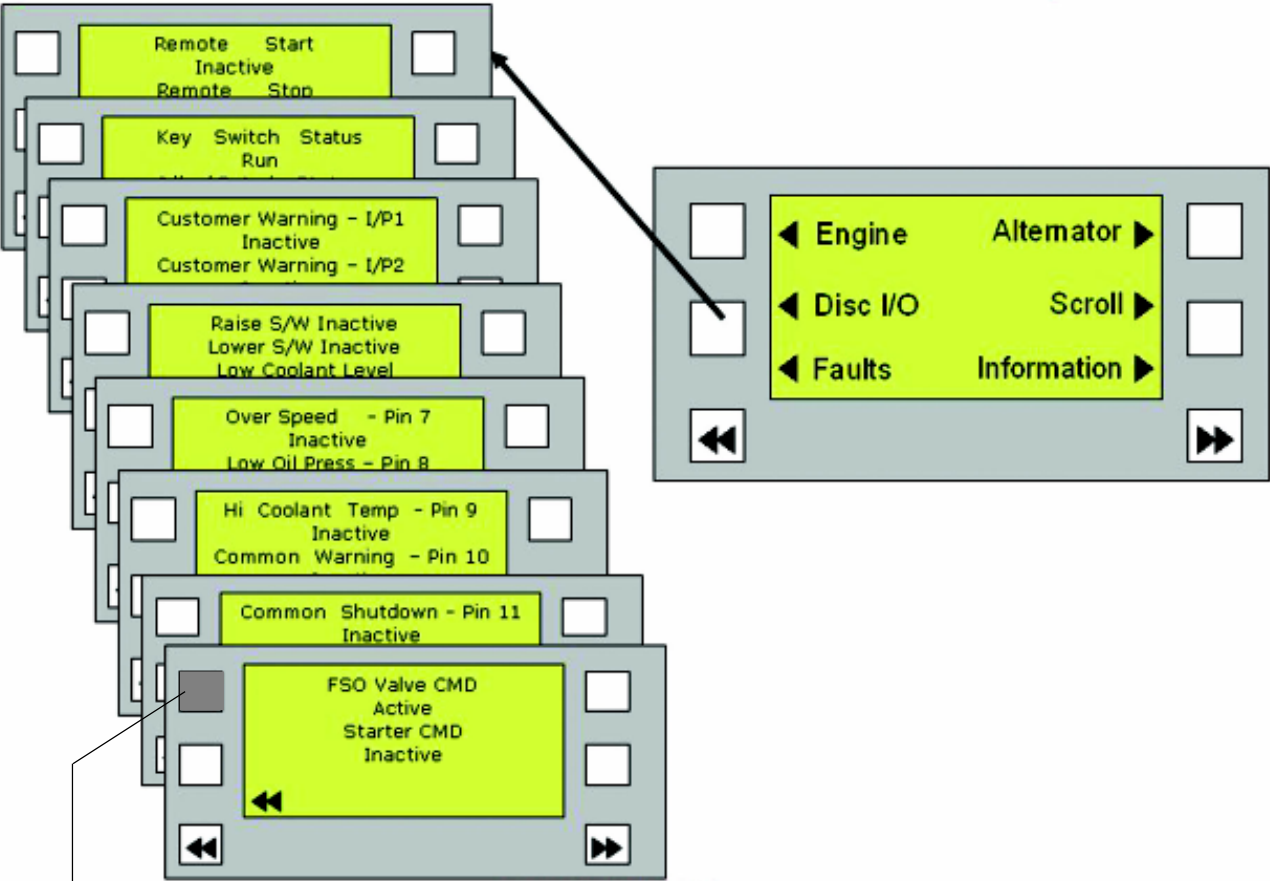 Remote Start
Inactive
Remote Stop
Key Switch Status
Run
Customer Warning – I/P1
Inactive
Customer Warning – I/P2
Raise S/W Inactive
Lower S/W Inactive
Low Coolant Level
Over Speed - Pin 7
Inactive
Low Oil Press – Pin 8
Hi Coolant Temp - Pin 9
Inactive
Common Warning - Pin 10
Common Shutdown - Pin 11
Inactive
FSO Valve CMD
Active
Starter CMD
Inactive
Engine Alternator
Disc I/O Scroll
Faults Information